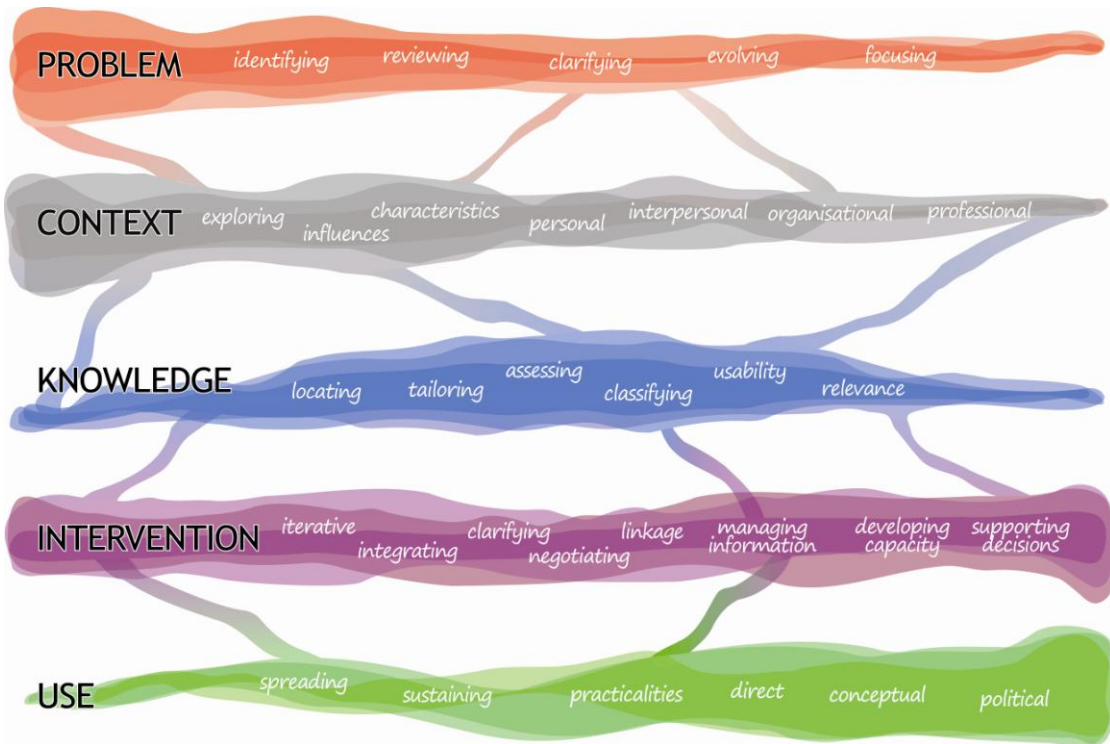 PROBLEM
identifying
reviewing
clarifying
evolving
focusing
CONTEXT
exploring
influences
characteristics
personal
interpersonal
organisational
professional
KNOWLEDGE
locating
tailoring
assessing
classifying
usability
relevance
INTERVENTION
iterative
integrating
clarifying
negotiating
linkage
managing
information
developing
capacity
supporting
decisions
USE
spreading
sustaining
practicalities
direct
conceptual
political